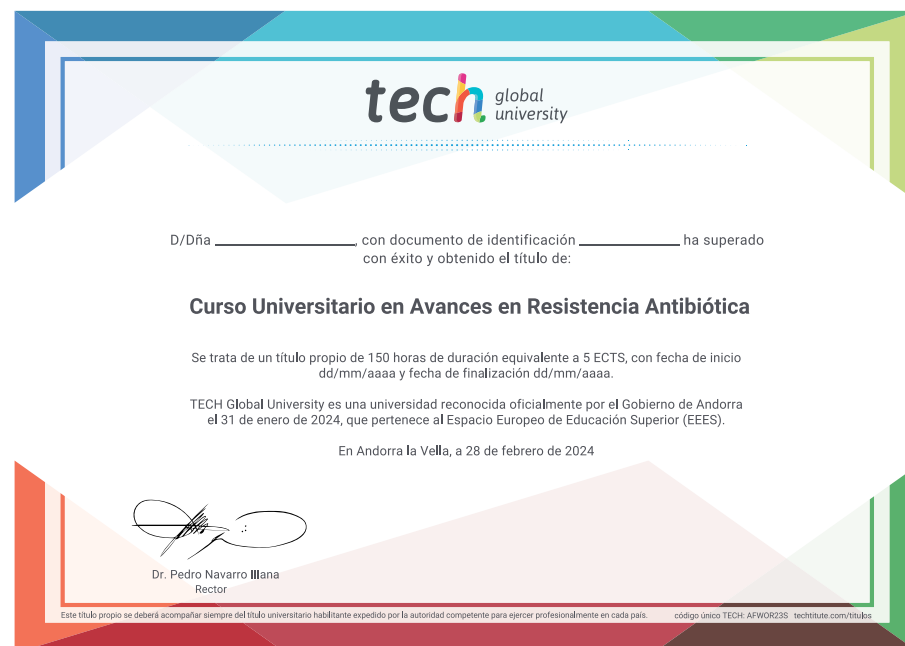 tech global university
D/Dña ____________________, con documento de identificación ______________ ha superado
con éxito y obtenido el título de:
Curso Universitario en Avances en Resistencia Antibiótica
Se trata de un título propio de 150 horas de duración equivalente a 5 ECTS, con fecha de inicio
dd/mm/aaaa y fecha de finalización dd/mm/aaaa.
TECH Global University es una universidad reconocida oficialmente por el Gobierno de Andorra
el 31 de enero de 2024, que pertenece al Espacio Europeo de Educación Superior (EEES).
En Andorra la Vella, a 28 de febrero de 2024
Dr. Pedro Navarro Illana
Rector
Este título propio se deberá acompañar siempre del título universitario habilitante expedido por la autoridad competente para ejercer profesionalmente en cada país. código único TECH: AFWOR23S techtitute.com/titulos